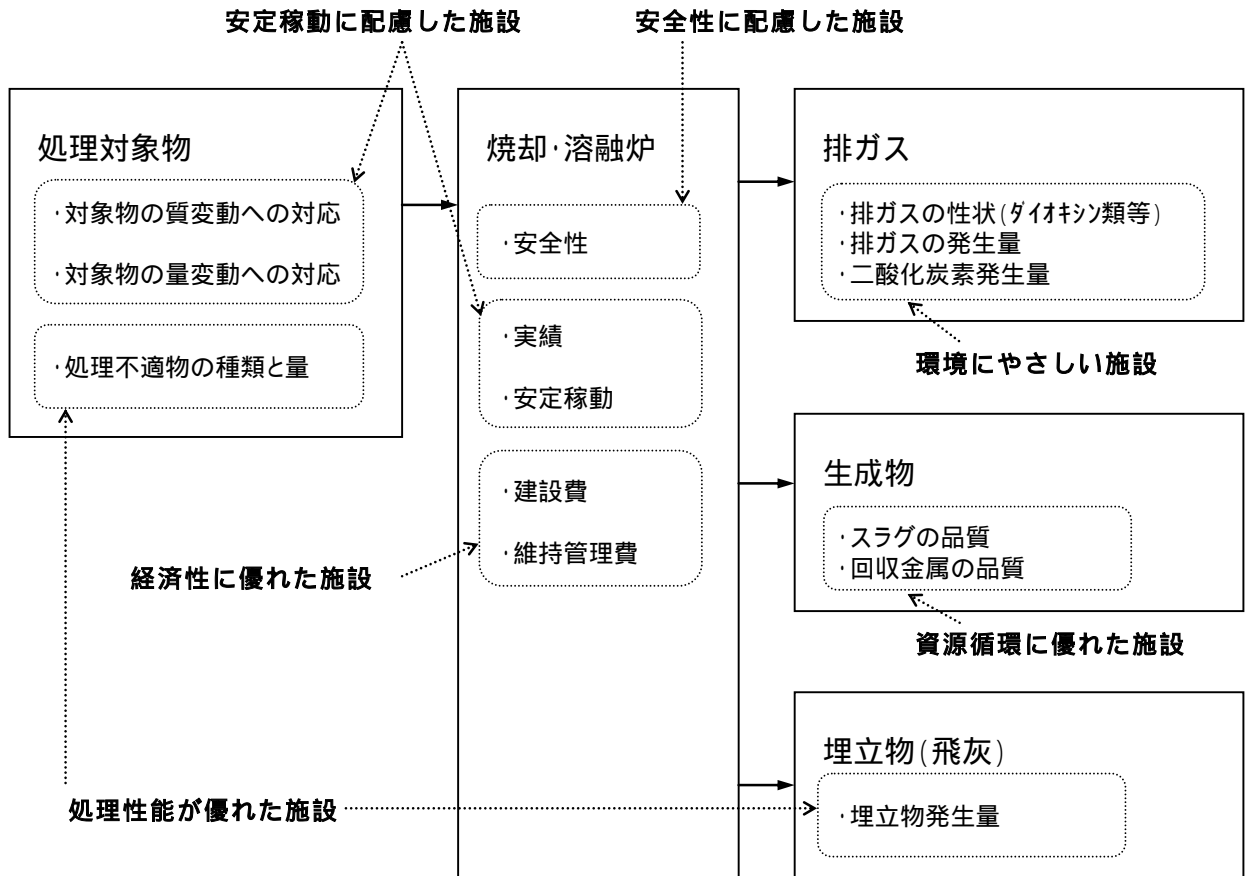 安定稼動に配慮した施設
安全性に配慮した施設
処理対象物
･対象物の質変動への対応
･対象物の量変動への対応
･処理不適物の種類と量
焼却･溶融炉
･安全性
･実績
･安定稼動
･建設費
･維持管理費
排ガス
･排ガスの性状(ﾀﾞｲｵｷｼﾝ類等)
･排ガスの発生量
･二酸化炭素発生量
環境にやさしい施設
生成物
･スラグの品質
･回収金属の品質
経済性に優れた施設
資源循環に優れた施設
埋立物(飛灰)
･埋立物発生量
処理性能が優れた施設